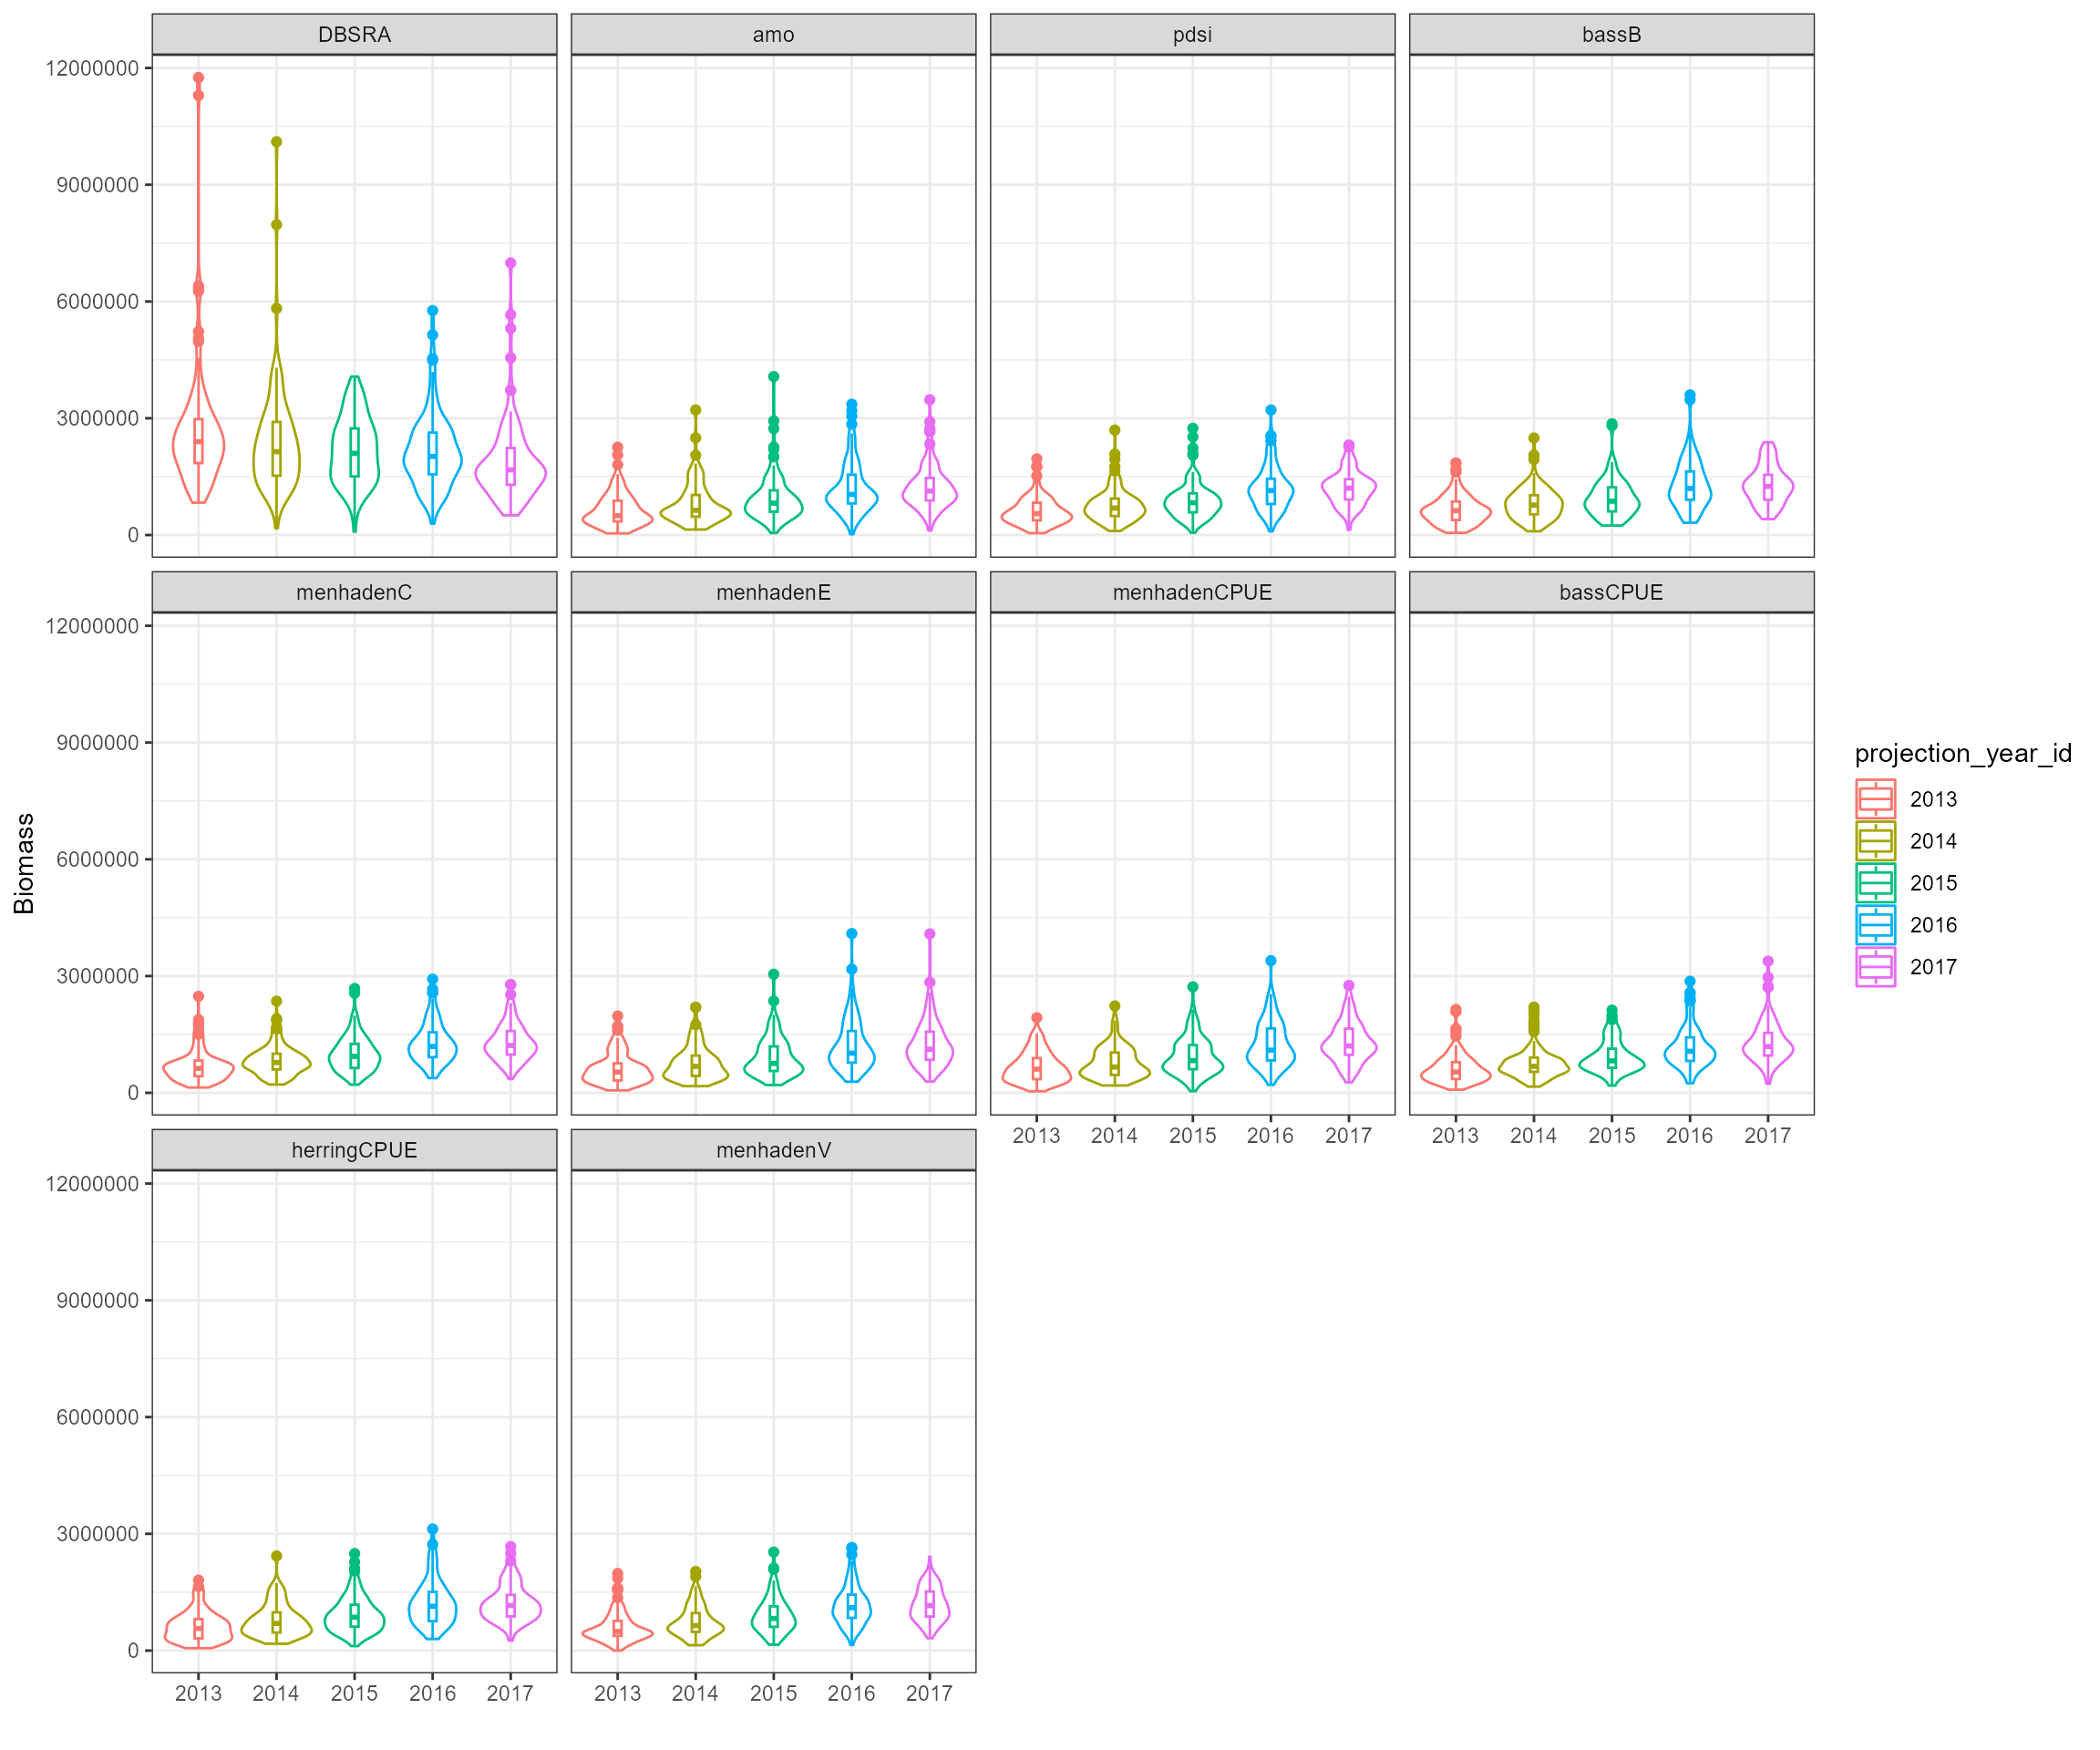 DBSRA amo pdsi bassB
12000000
9000000
6000000
3000000
0
menhadenC menhadenE menhadenCPUE bassCPUE
12000000
9000000
6000000
3000000
0
2013 2014 2015 2016 2017 2013 2014 2015 2016 2017
herringCPUE menhadenV
12000000
9000000
6000000
3000000
0
2013 2014 2015 2016 2017 2013 2014 2015 2016 2017
Biomass
projection_year_id
2013
2014
2015
2016
2017